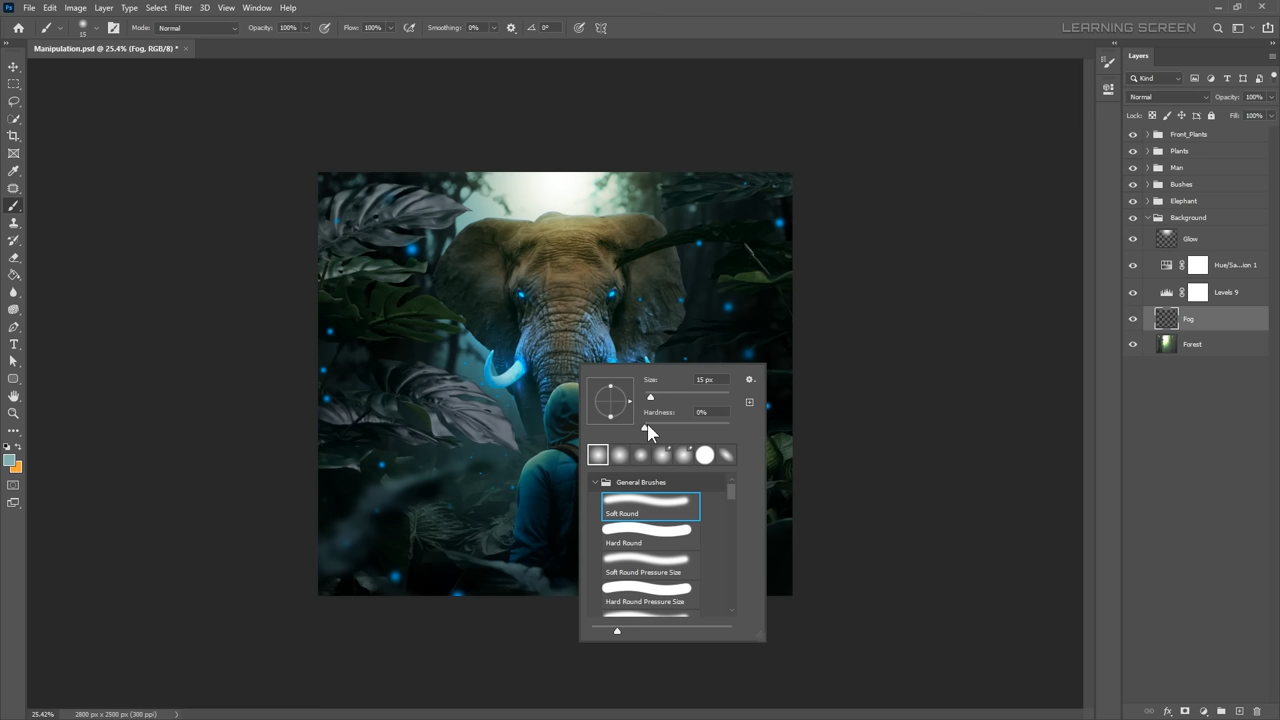 Ps File Edit Image Layer Type Select Filter 3D View Window Help
15 Mode: Normal Opacity: 100% Flow: 100% Smoothing: 0% 0° LEARNING SCREEN
Manipulation.psd @ 25.4% (Fog, RGB/8) *
Layers
Kind
Normal Opacity: 100%
Lock: Fill: 100%
Front_Plants
Plants
Man
Bushes
Elephant
Background
Glow
Hue/Sa...ion 1
Levels 9
Fog
Forest
Size: 15 px
Hardness: 0%
General Brushes
Soft Round
Hard Round
Soft Round Pressure Size
Hard Round Pressure Size
25.42% 2800 px x 2500 px (300 ppi)